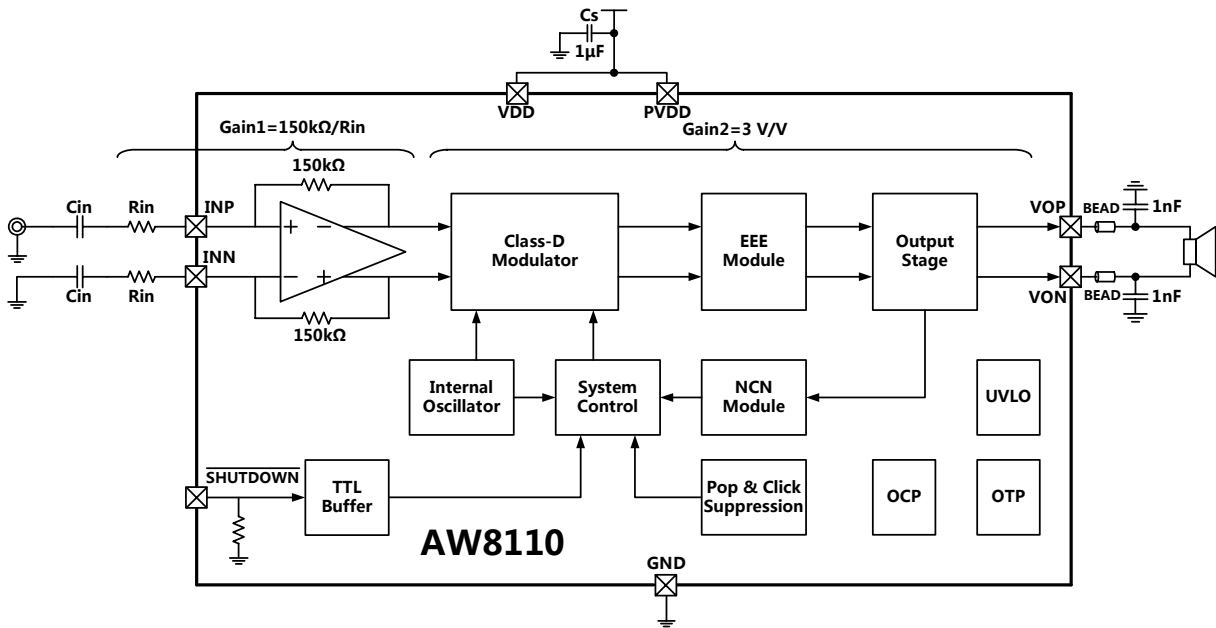 Cs
1μF
VDD
PVDD
Gain1=150kΩ/Rin
Gain2=3 V/V
150kΩ
Cin
Rin
INP
+
−
INN
−
+
Cin
Rin
150kΩ
Class-D
Modulator
EEE
Module
Output
Stage
VOP
BEAD
1nF
VON
BEAD
1nF
Internal
Oscillator
System
Control
NCN
Module
UVLO
SHUTDOWN
TTL
Buffer
Pop & Click
Suppression
OCP
OTP
AW8110
GND